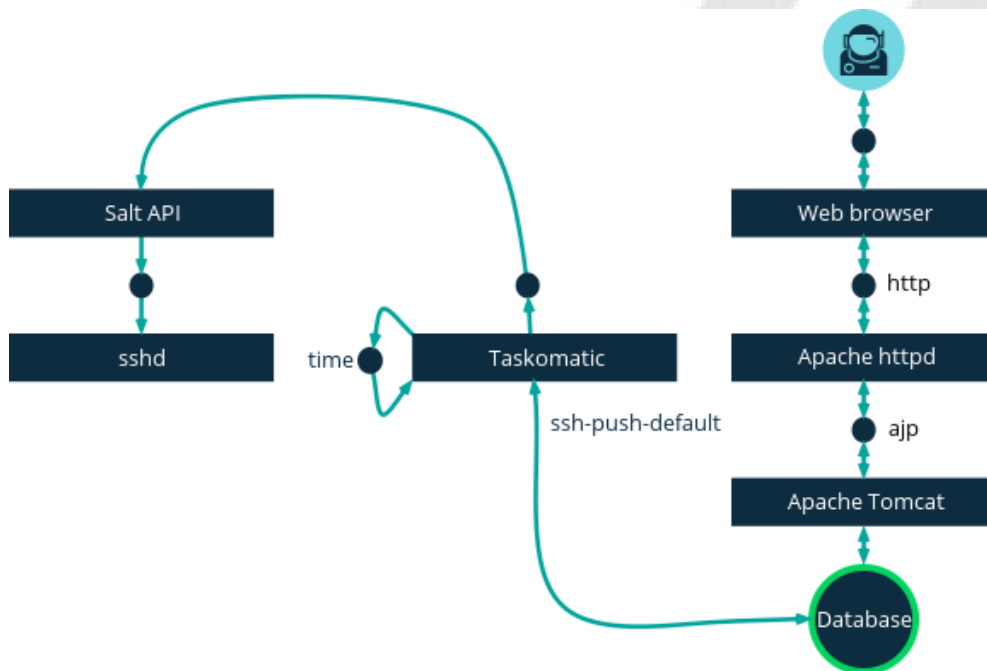 Salt API
Web browser
http
sshd
time
Taskomatic
Apache httpd
ssh-push-default
ajp
Apache Tomcat
Database